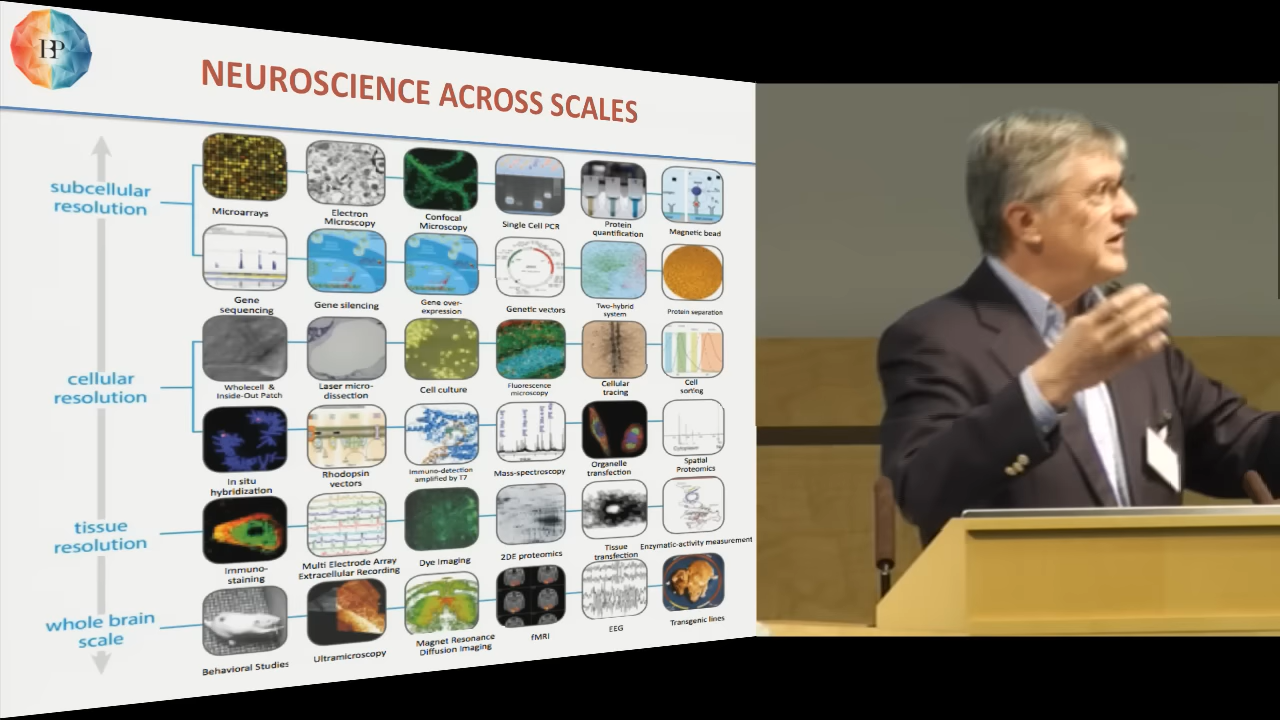 HP
NEUROSCIENCE ACROSS SCALES
subcellular
resolution
Microarrays
Electron
Microscopy
Confocal
Microscopy
Single Cell PCR
Protein
quantification
Magnetic bead
Gene
sequencing
Gene silencing
Gene over-
expression
Genetic vectors
Two-hybrid
system
Protein separation
cellular
resolution
Wholecell &
Inside-Out Patch
Laser micro-
dissection
Cell culture
Fluorescence
microscopy
Cellular
tracing
Cell
sorting
In situ
hybridization
Rhodopsin
vectors
Immuno-detection
amplified by T7
Mass-spectroscopy
Organelle
transfection
Spatial
Proteomics
tissue
resolution
Immuno-
staining
Multi Electrode Array
Extracellular Recording
Dye Imaging
2DE proteomics
Tissue
transfection
Enzymatic-activity measurement
whole brain
scale
Behavioral Studies
Ultramicroscopy
Magnet Resonance
Diffusion Imaging
fMRI
EEG
Transgenic lines